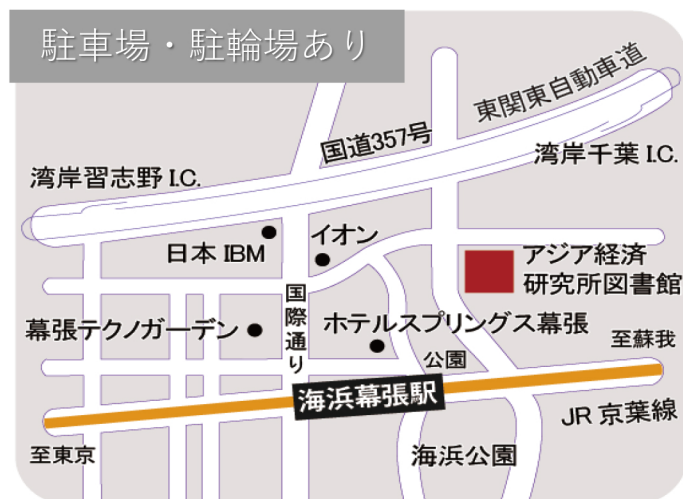 駐車場・駐輪場あり
東関東自動車道
国道357号
湾岸千葉 I.C.
湾岸習志野 I.C.
日本 IBM
イオン
アジア経済
研究所図書館
国際通り
幕張テクノガーデン
ホテルスプリングス幕張
至蘇我
公園
海浜幕張駅
JR 京葉線
至東京
海浜公園